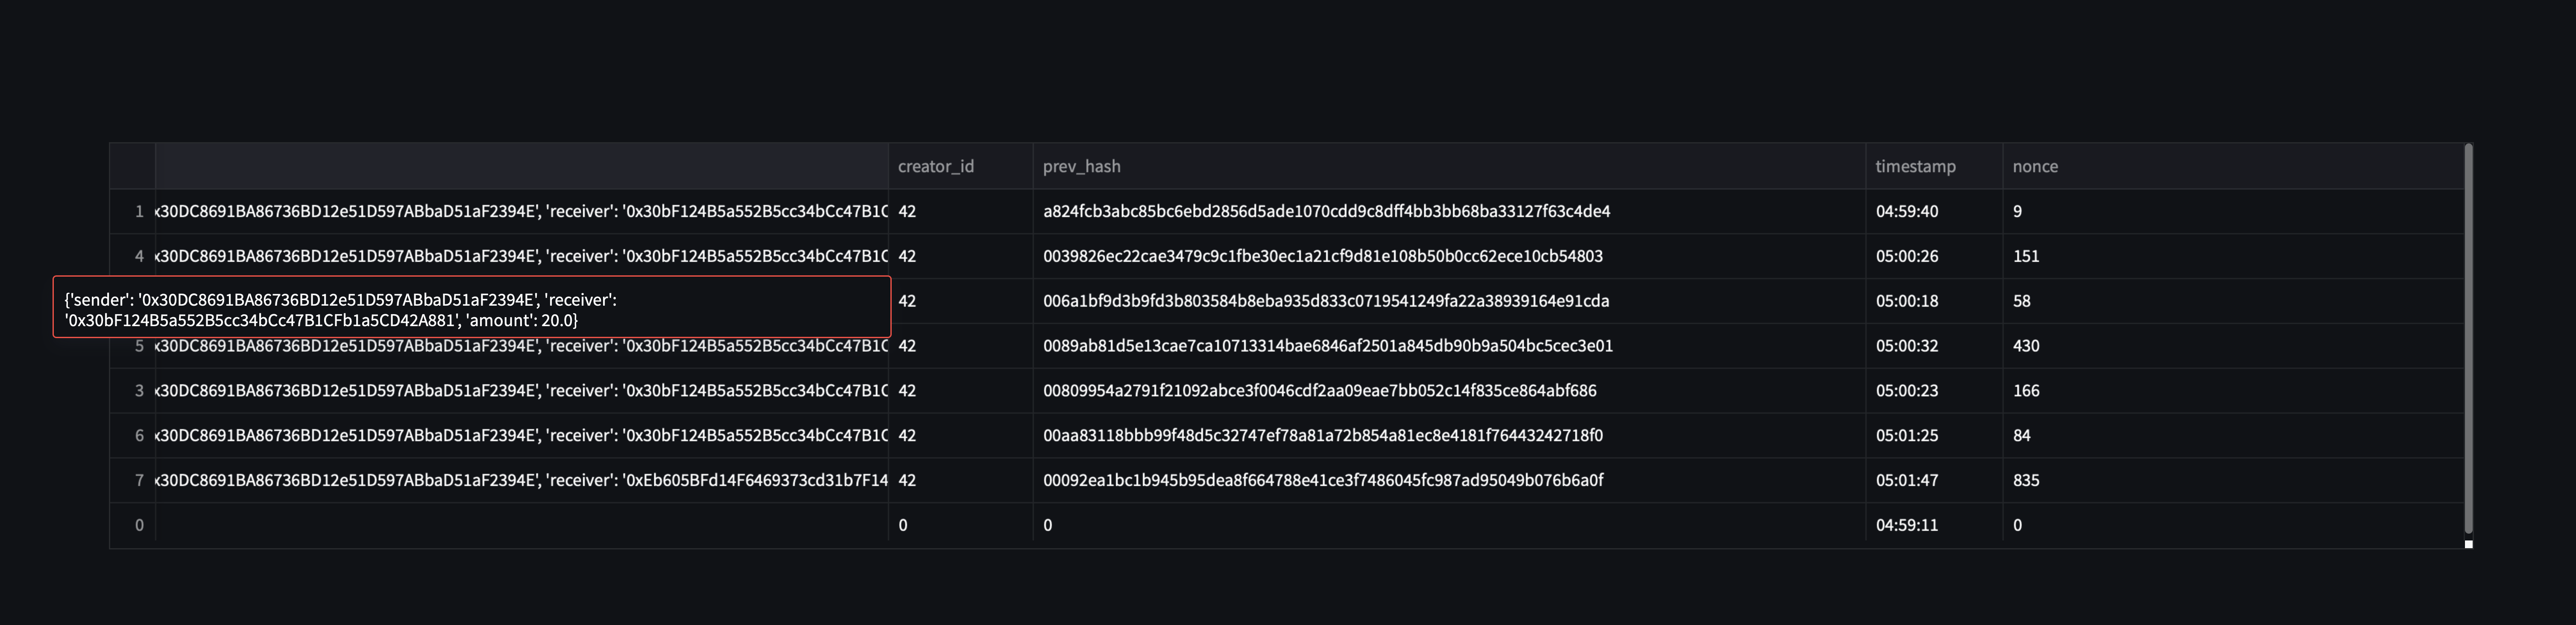 creator_id prev_hash timestamp nonce
1 x30DC8691BA86736BD12e51D597ABbaD51aF2394E', 'receiver': '0x30bF124B5a552B5cc34bCc47B1C 42 a824fcb3abc85bc6ebd2856d5ade1070cdd9c8dff4bb3bb68ba33127f63c4de4 04:59:40 9
4 x30DC8691BA86736BD12e51D597ABbaD51aF2394E', 'receiver': '0x30bF124B5a552B5cc34bCc47B1C 42 0039826ec22cae3479c9c1fbe30ec1a21cf9d81e108b50b0cc62ece10cb54803 05:00:26 151
{'sender': '0x30DC8691BA86736BD12e51D597ABbaD51aF2394E', 'receiver':
'0x30bF124B5a552B5cc34bCc47B1CFb1a5CD42A881', 'amount': 20.0}
42 006a1bf9d3b9fd3b803584b8eba935d833c0719541249fa22a38939164e91cda 05:00:18 58
5 x30DC8691BA86736BD12e51D597ABbaD51aF2394E', 'receiver': '0x30bF124B5a552B5cc34bCc47B1C 42 0089ab81d5e13cae7ca10713314bae6846af2501a845db90b9a504bc5cec3e01 05:00:32 430
3 x30DC8691BA86736BD12e51D597ABbaD51aF2394E', 'receiver': '0x30bF124B5a552B5cc34bCc47B1C 42 00809954a2791f21092abce3f0046cdf2aa09eae7bb052c14f835ce864abf686 05:00:23 166
6 x30DC8691BA86736BD12e51D597ABbaD51aF2394E', 'receiver': '0x30bF124B5a552B5cc34bCc47B1C 42 00aa83118bbb99f48d5c32747ef78a81a72b854a81ec8e4181f76443242718f0 05:01:25 84
7 x30DC8691BA86736BD12e51D597ABbaD51aF2394E', 'receiver': '0xEb605BFd14F6469373cd31b7F14 42 00092ea1bc1b945b95dea8f664788e41ce3f7486045fc987ad95049b076b6a0f 05:01:47 835
0 0 0 04:59:11 0